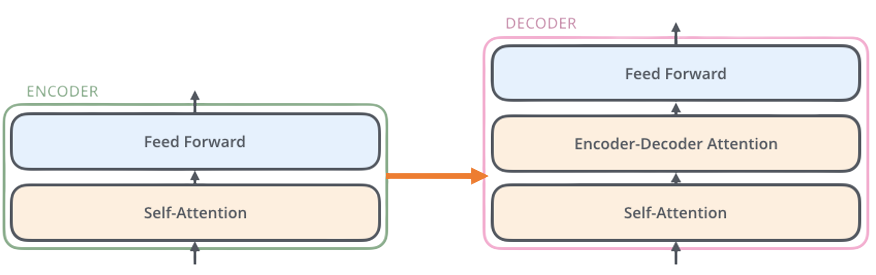 ENCODER
Feed Forward
Self-Attention
DECODER
Feed Forward
Encoder-Decoder Attention
Self-Attention